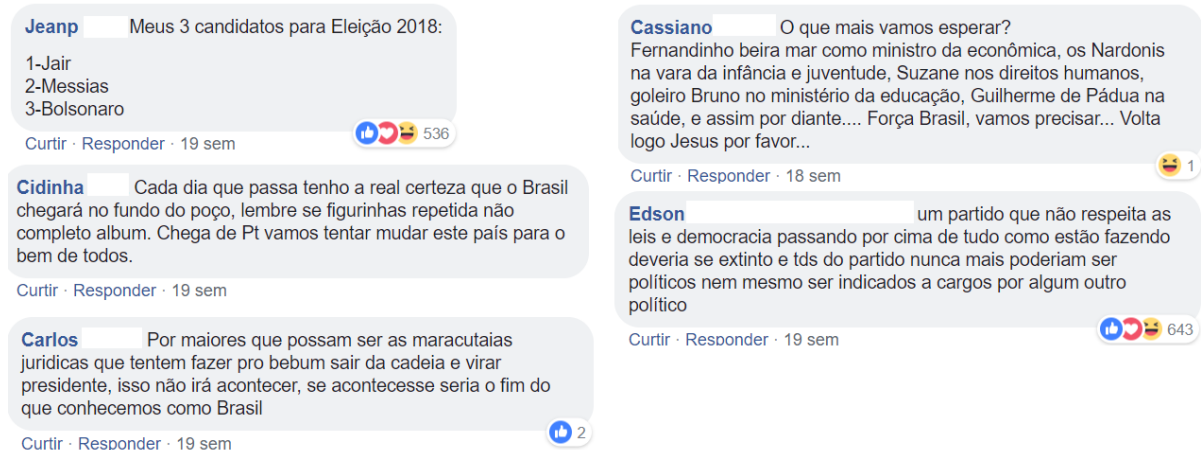 Jeanp Meus 3 candidatos para Eleição 2018:
1-Jair
2-Messias
3-Bolsonaro
536
Curtir · Responder · 19 sem
Cidinha Cada dia que passa tenho a real certeza que o Brasil
chegará no fundo do poço, lembre se figurinhas repetida não
completo album. Chega de Pt vamos tentar mudar este país para o
bem de todos.
Curtir · Responder · 19 sem
Carlos Por maiores que possam ser as maracutaias
juridicas que tentem fazer pro bebum sair da cadeia e virar
presidente, isso não irá acontecer, se acontecesse seria o fim do
que conhecemos como Brasil
2
Curtir · Responder · 19 sem
Cassiano O que mais vamos esperar?
Fernandinho beira mar como ministro da econômica, os Nardonis
na vara da infância e juventude, Suzane nos direitos humanos,
goleiro Bruno no ministério da educação, Guilherme de Pádua na
saúde, e assim por diante.... Força Brasil, vamos precisar... Volta
logo Jesus por favor...
1
Curtir · Responder · 18 sem
Edson um partido que não respeita as
leis e democracia passando por cima de tudo como estão fazendo
deveria se extinto e tds do partido nunca mais poderiam ser
políticos nem mesmo ser indicados a cargos por algum outro
político
643
Curtir · Responder · 19 sem